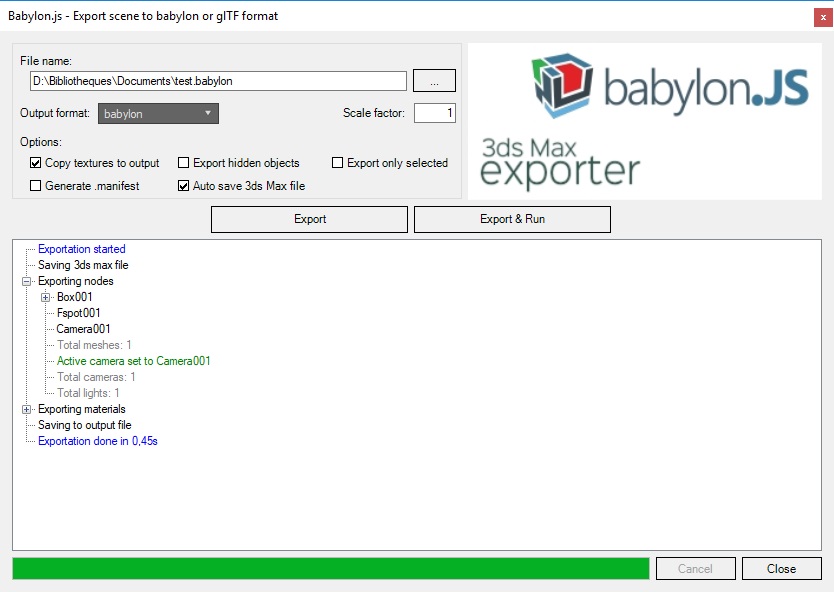 Babylon.js - Export scene to babylon or glTF format
x
File name:
D:\Bibliotheques\Documents\test.babylon
...
Output format: babylon
Scale factor: 1
Options:
Copy textures to output
Export hidden objects
Export only selected
Generate .manifest
Auto save 3ds Max file
babylon.JS
3ds Max
exporter
Export
Export & Run
Exportation started
Saving 3ds max file
Exporting nodes
Box001
Fspot001
Camera001
Total meshes: 1
Active camera set to Camera001
Total cameras: 1
Total lights: 1
Exporting materials
Saving to output file
Exportation done in 0,45s
Cancel
Close